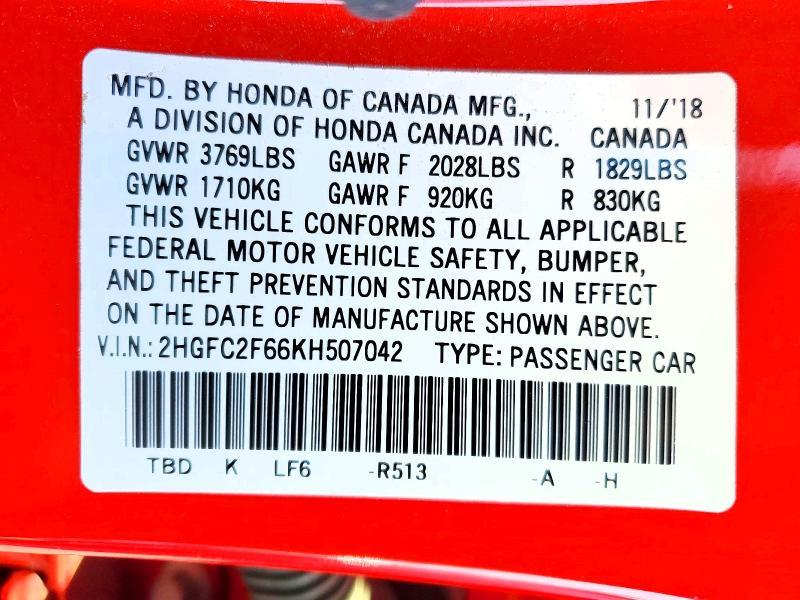 MFD. BY HONDA OF CANADA MFG., 11/'18
A DIVISION OF HONDA CANADA INC. CANADA
GVWR 3769LBS GAWR F 2028LBS R 1829LBS
GVWR 1710KG GAWR F 920KG R 830KG
THIS VEHICLE CONFORMS TO ALL APPLICABLE
FEDERAL MOTOR VEHICLE SAFETY, BUMPER,
AND THEFT PREVENTION STANDARDS IN EFFECT
ON THE DATE OF MANUFACTURE SHOWN ABOVE.
V.I.N.: 2HGFC2F66KH507042 TYPE: PASSENGER CAR
TBD K LF6 -R513 -A -H